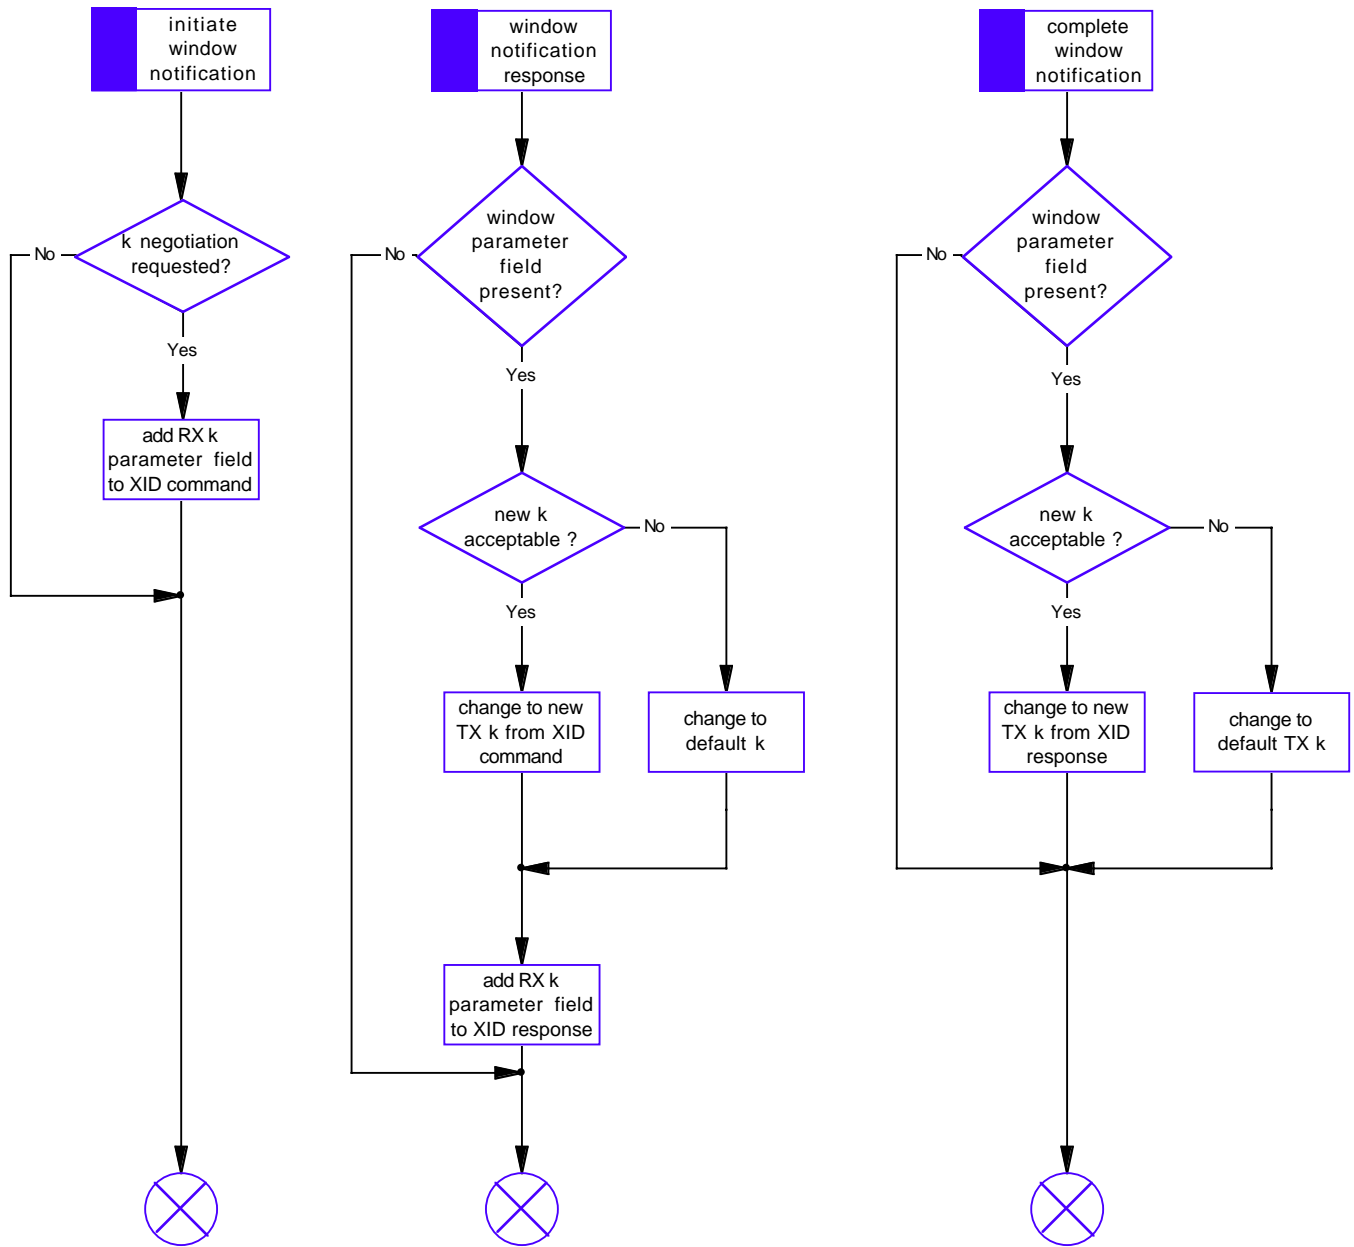 initiate
window
notification
k negotiation
requested?
No
Yes
add RX k
parameter field
to XID command
window
notification
response
window
parameter
field
present?
No
Yes
new k
acceptable ?
No
Yes
change to new
TX k from XID
command
change to
default k
add RX k
parameter field
to XID response
complete
window
notification
window
parameter
field
present?
No
Yes
new k
acceptable ?
No
Yes
change to new
TX k from XID
response
change to
default TX k